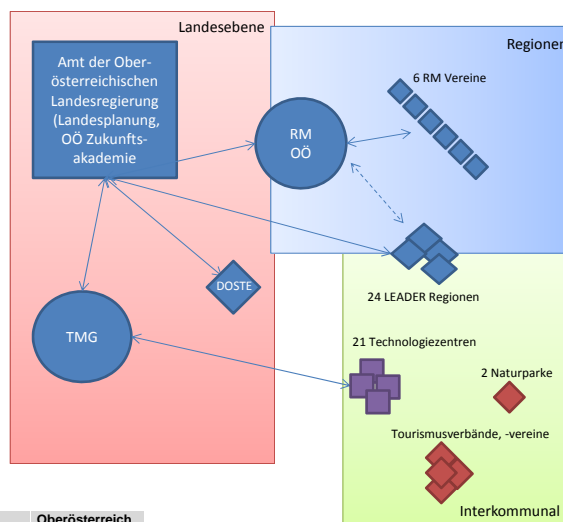 Landesebene
Regionen
Amt der Ober-
österreichischen
Landesregierung
(Landesplanung,
OÖ Zukunfts-
akademie
6 RM Vereine
RM
OÖ
DOSTE
24 LEADER Regionen
TMG
21 Technologiezentren
2 Naturparke
Tourismusverbände, -vereine
Interkommunal
Oberösterreich